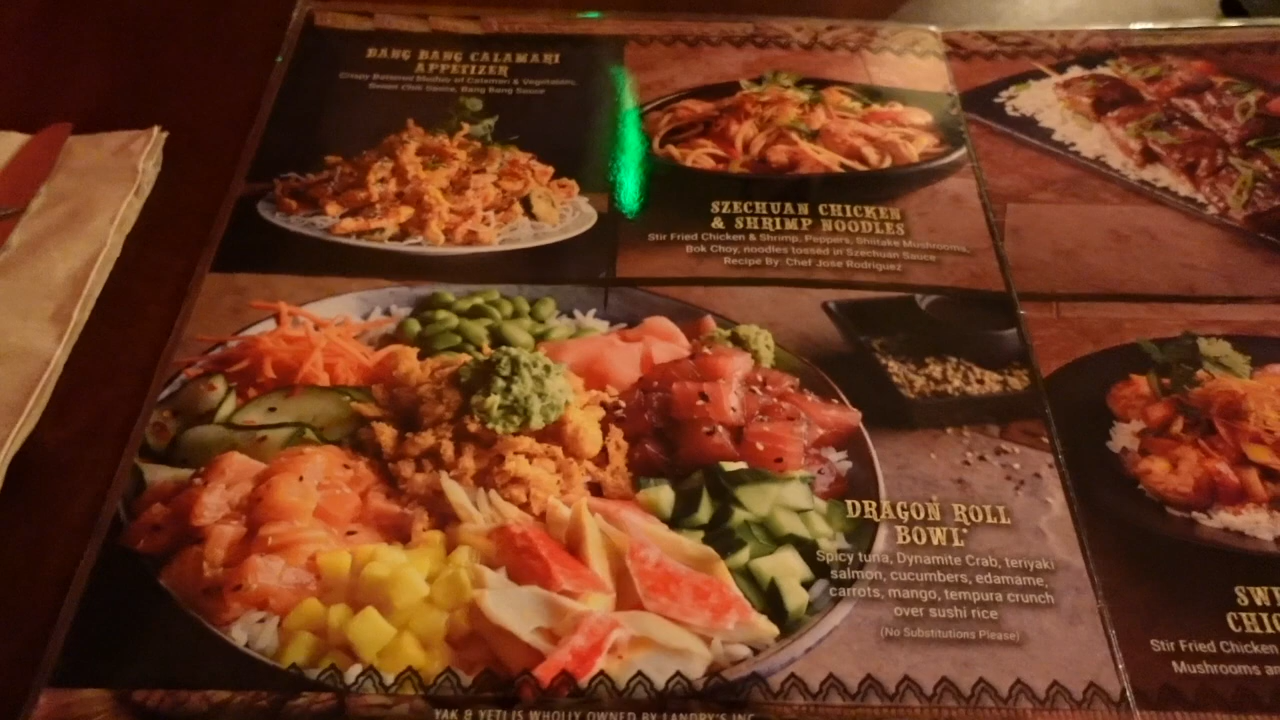 BANG BANG CALAMARI
APPETIZER
Crispy Battered Medley of Calamari & Vegetables,
Sweet Chili Sauce, Bang Bang Sauce
SZECHUAN CHICKEN
& SHRIMP NOODLES
Stir Fried Chicken & Shrimp, Peppers, Shiitake Mushrooms,
Bok Choy, noodles tossed in Szechuan Sauce
Recipe By: Chef Jose Rodriguez
DRAGON ROLL
BOWL*
Spicy tuna, Dynamite Crab, teriyaki
salmon, cucumbers, edamame,
carrots, mango, tempura crunch
over sushi rice
(No Substitutions Please)
SW
CHIC
Stir Fried Chicken
Mushrooms a
YAK & YETI IS WHOLLY OWNED BY LANDRY'S INC